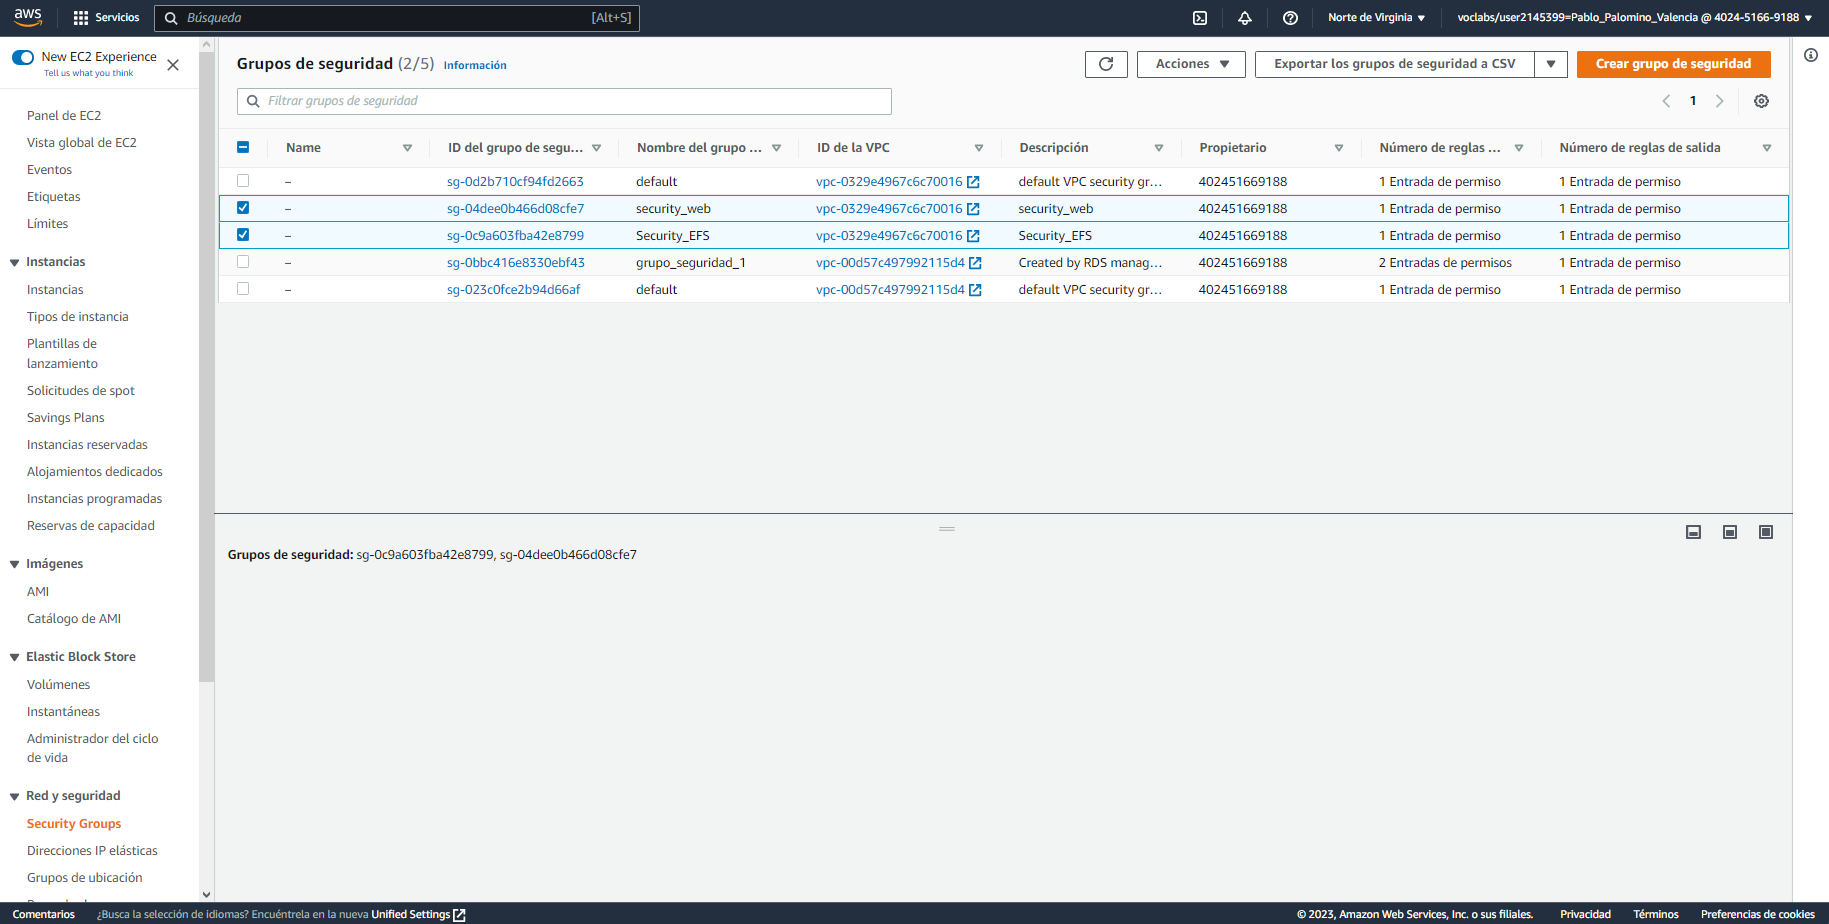 aws Servicios Búsqueda [Alt+S] Norte de Virginia ▼ voclabs/user2145399=Pablo_Palomino_Valencia @ 4024-5166-9188 ▼
New EC2 Experience
Tell us what you think
Panel de EC2
Vista global de EC2
Eventos
Etiquetas
Límites
Instancias
Instancias
Tipos de instancia
Plantillas de
lanzamiento
Solicitudes de spot
Savings Plans
Instancias reservadas
Alojamientos dedicados
Instancias programadas
Reservas de capacidad
Imágenes
AMI
Catálogo de AMI
Elastic Block Store
Volúmenes
Instantáneas
Administrador del ciclo
de vida
Red y seguridad
Security Groups
Direcciones IP elásticas
Grupos de ubicación
Grupos de seguridad (2/5) Información Acciones ▼ Exportar los grupos de seguridad a CSV ▼ Crear grupo de seguridad
Filtrar grupos de seguridad 1
Name ID del grupo de segu... Nombre del grupo ... ID de la VPC Descripción Propietario Número de reglas ... Número de reglas de salida
– sg-0d2b710cf94fd2663 default vpc-0329e4967c6c70016 default VPC security gr... 402451669188 1 Entrada de permiso 1 Entrada de permiso
– sg-04dee0b466d08cfe7 security_web vpc-0329e4967c6c70016 security_web 402451669188 1 Entrada de permiso 1 Entrada de permiso
– sg-0c9a603fba42e8799 Security_EFS vpc-0329e4967c6c70016 Security_EFS 402451669188 1 Entrada de permiso 1 Entrada de permiso
– sg-0bbc416e8330ebf43 grupo_seguridad_1 vpc-00d57c497992115d4 Created by RDS manag... 402451669188 2 Entradas de permisos 1 Entrada de permiso
– sg-023c0fce2b94d66af default vpc-00d57c497992115d4 default VPC security gr... 402451669188 1 Entrada de permiso 1 Entrada de permiso
Grupos de seguridad: sg-0c9a603fba42e8799, sg-04dee0b466d08cfe7
Comentarios ¿Busca la selección de idiomas? Encuéntrela en la nueva Unified Settings © 2023, Amazon Web Services, Inc. o sus filiales. Privacidad Términos Preferencias de cookies